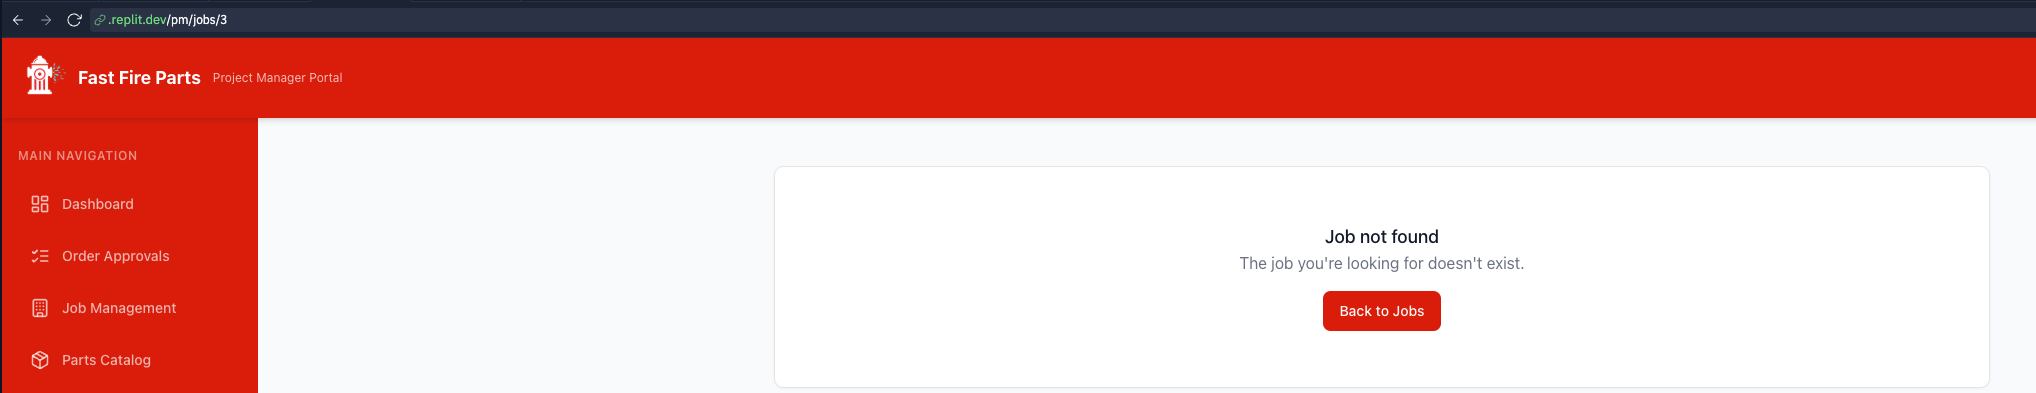 .replit.dev/pm/jobs/3
Fast Fire Parts Project Manager Portal
MAIN NAVIGATION
Dashboard
Order Approvals
Job Management
Parts Catalog
Job not found
The job you're looking for doesn't exist.
Back to Jobs